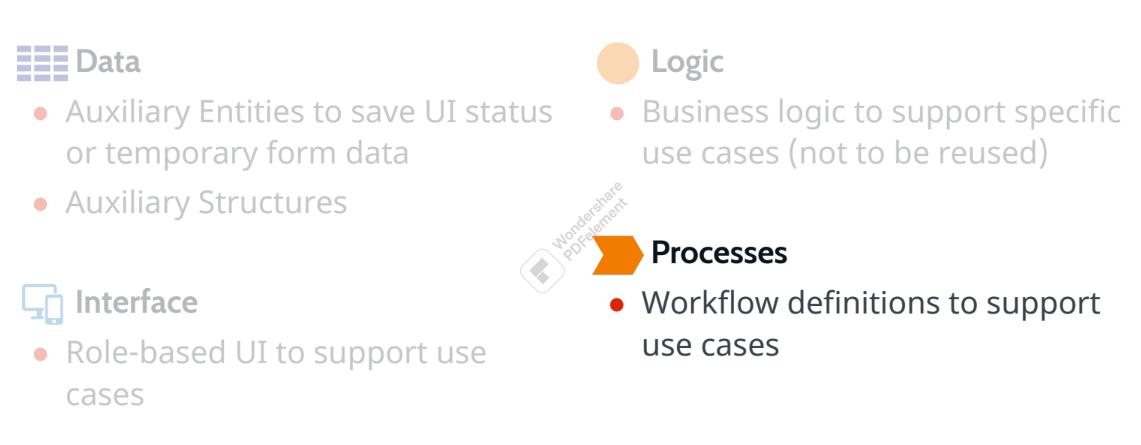 Data
• Auxiliary Entities to save UI status
or temporary form data
• Auxiliary Structures
Interface
• Role-based UI to support use
cases
Logic
• Business logic to support specific
use cases (not to be reused)
Processes
• Workflow definitions to support
use cases
Wondershare
PDFelement